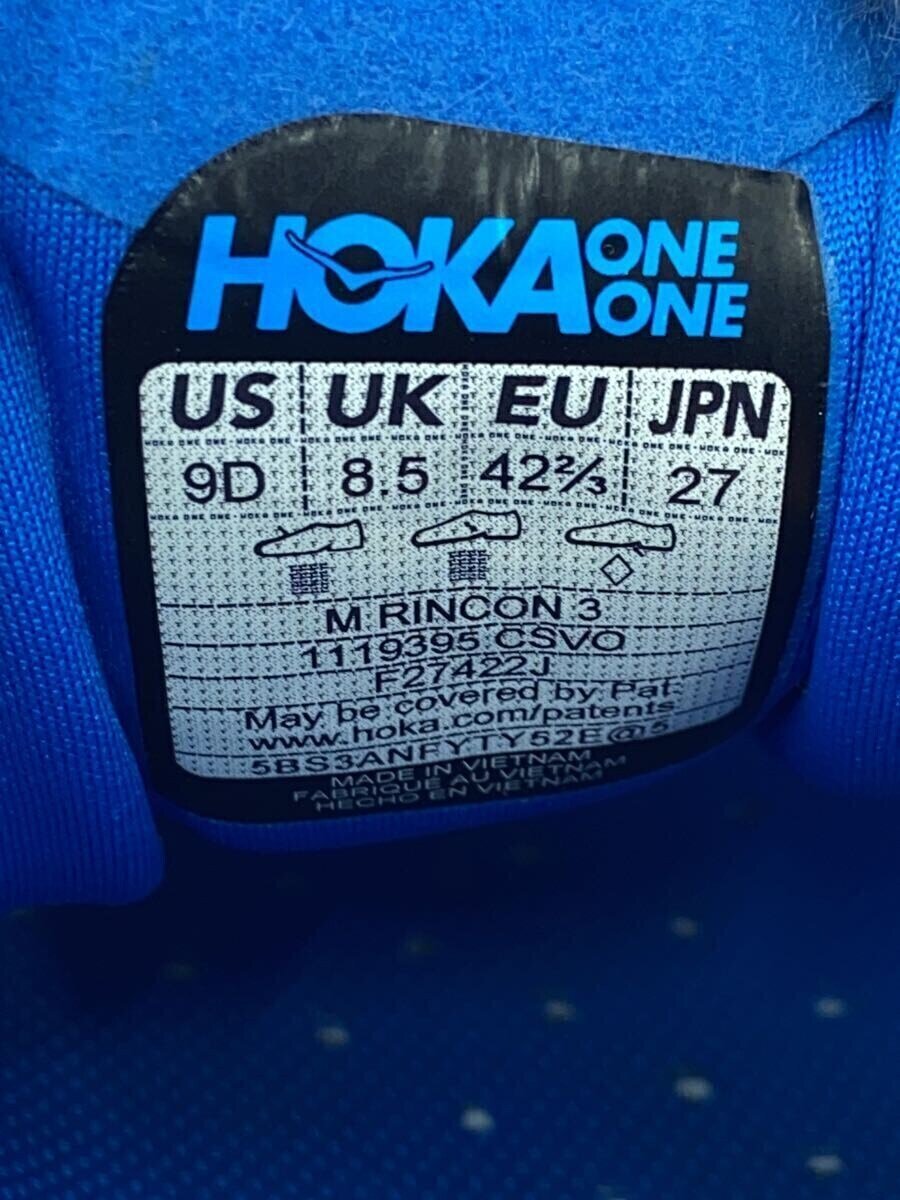 HOKA ONE ONE
US UK EU JPN
9D 8.5 42⅔ 27
M RINCON 3
1119395 CSVO
F27422J
May be covered by Pat.
www.hoka.com/patents
5BS3ANFYTY52E@5
MADE IN VIETNAM
FABRIQUE AU VIETNAM
HECHO EN VIETNAM